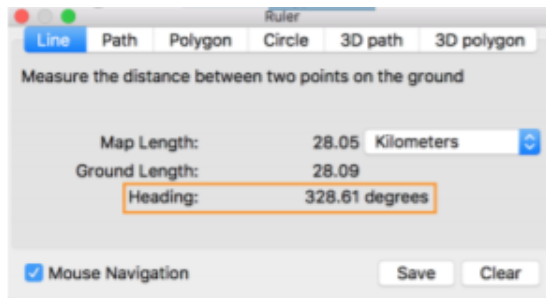 Ruler
Line Path Polygon Circle 3D path 3D polygon
Measure the distance between two points on the ground
Map Length: 28.05 Kilometers
Ground Length: 28.09
Heading: 328.61 degrees
Mouse Navigation Save Clear